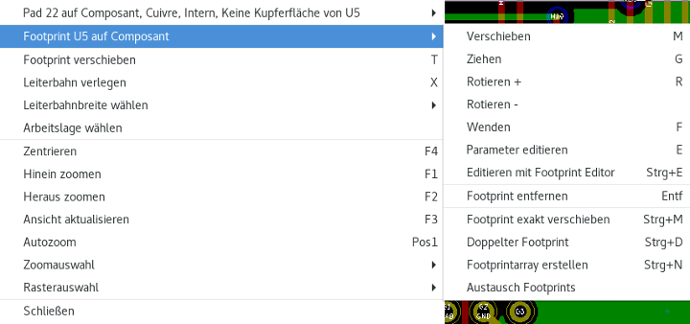 Pad 22 auf Composant, Cuivre, Intern, Keine Kupferfläche von U5
Footprint U5 auf Composant
Footprint verschieben T
Leiterbahn verlegen X
Leiterbahnbreite wählen
Arbeitslage wählen
Zentrieren F4
Hinein zoomen F1
Heraus zoomen F2
Ansicht aktualisieren F3
Autozoom Pos1
Zoomauswahl
Rasterauswahl
Schließen
Verschieben M
Ziehen G
Rotieren + R
Rotieren -
Wenden F
Parameter editieren E
Editieren mit Footprint Editor Strg+E
Footprint entfernen Entf
Footprint exakt verschieben Strg+M
Doppelter Footprint Strg+D
Footprintarray erstellen Strg+N
Austausch Footprints
GND